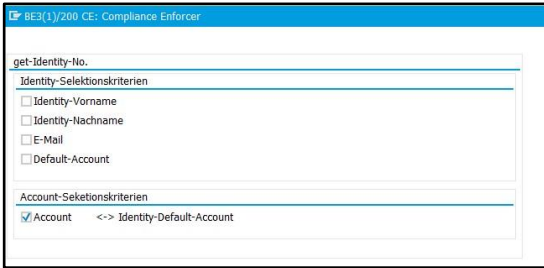 BE3(1)/200 CE: Compliance Enforcer
get-Identity-No.
Identity-Selektionskriterien
Identity-Vorname
Identity-Nachname
E-Mail
Default-Account
Account-Seketionskriterien
Account <-> Identity-Default-Account